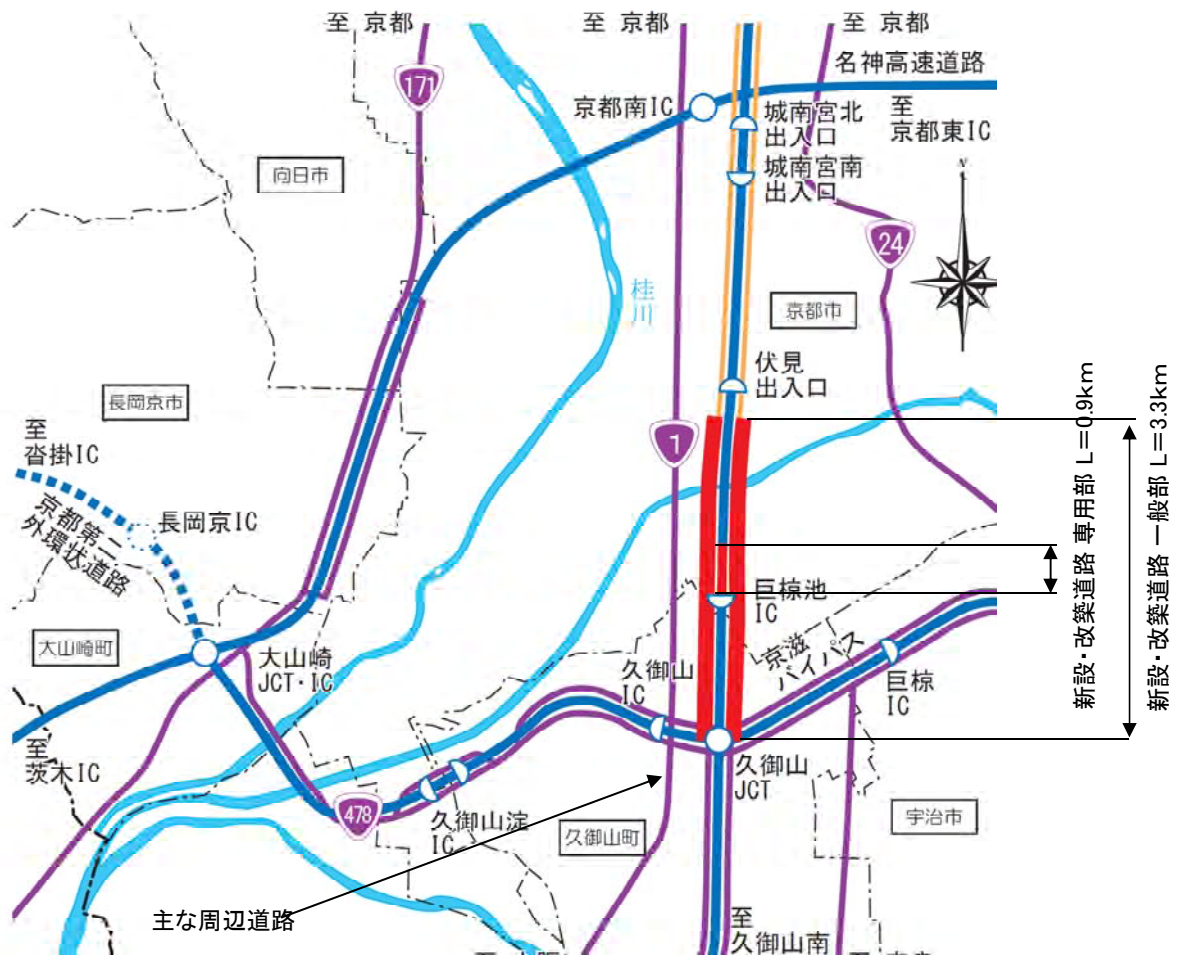 至 京都
至 京都
至 京都
171
名神高速道路
京都南IC
城南宮北
出入口
至
京都東IC
城南宮南
出入口
向日市
N
24
桂川
京都市
伏見
出入口
長岡京市
至
沓掛IC
1
長岡京IC
京都第二
外環状道路
巨椋池
IC
京滋
バイパス
大山崎町
大山崎
JCT・IC
久御山
IC
巨椋
IC
至
茨木IC
久御山
JCT
478
久御山淀
IC
久御山町
宇治市
主な周辺道路
至
久御山南
新設・改築道路 専用部 L=0.9km
新設・改築道路 一般部 L=3.3km